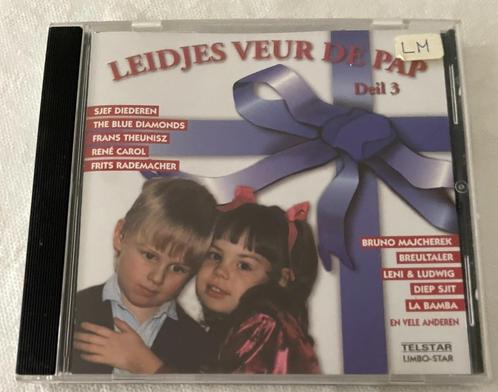 LEIDJES VEUR DE PAP
LM
Deil 3
SJEF DIEDEREN
THE BLUE DIAMONDS
FRANS THEUNISZ
RENÉ CAROL
FRITS RADEMACHER
BRUNO MAJCHEREK
BREULTALER
LENI & LUDWIG
DIEP SJIT
LA BAMBA
EN VELE ANDEREN
TELSTAR
LIMBO-STAR